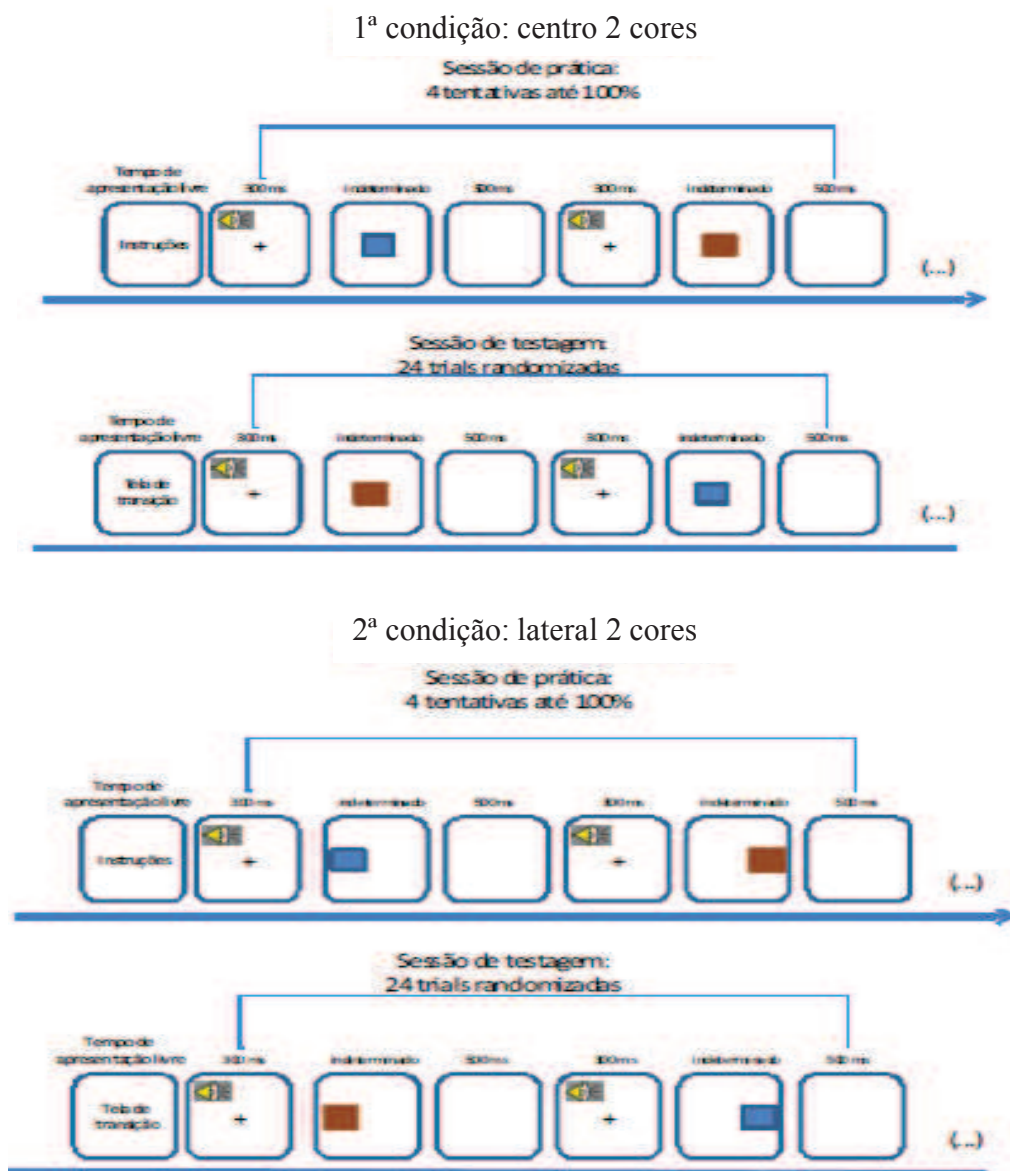 1ª condição: centro 2 cores
Sessão de prática:
4 tentativas até 100%
Tempo de
apresentação livre 300 ms indeterminado 500 ms 300 ms indeterminado 500 ms
Instruções + +
(...)
Sessão de testagem:
24 trials randomizadas
Tempo de
apresentação livre 300 ms indeterminado 500 ms 300 ms indeterminado 500 ms
Tela de
transição + +
(...)
2ª condição: lateral 2 cores
Sessão de prática:
4 tentativas até 100%
Tempo de
apresentação livre 300 ms indeterminado 500 ms 300 ms indeterminado 500 ms
Instruções + +
(...)
Sessão de testagem:
24 trials randomizadas
Tempo de
apresentação livre 300 ms indeterminado 500 ms 300 ms indeterminado 500 ms
Tela de
transição + +
(...)